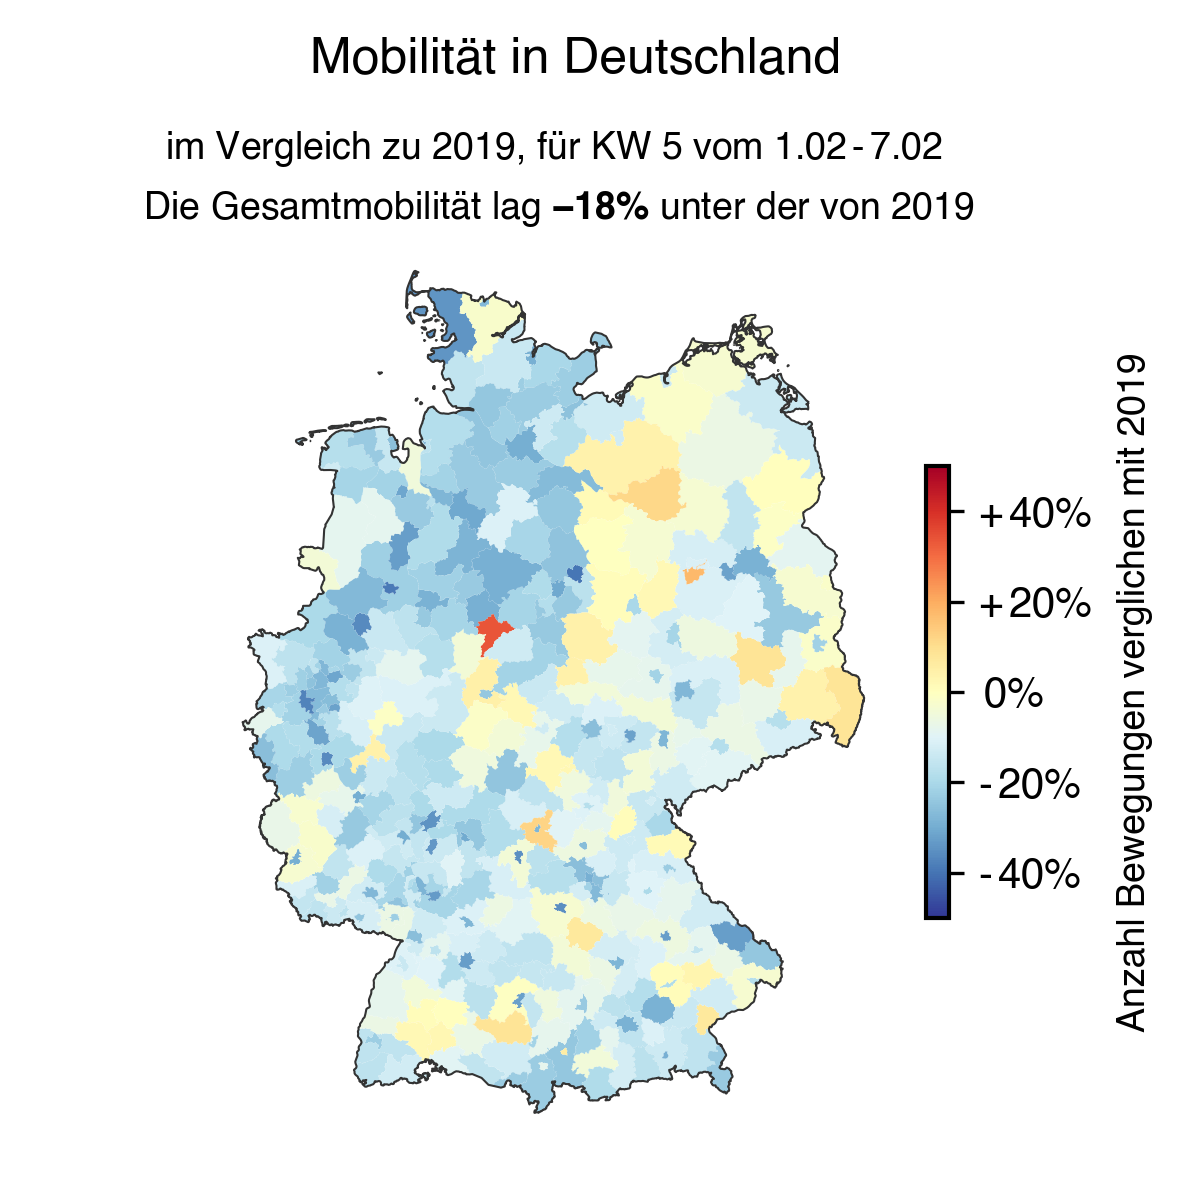 Mobilität in Deutschland
im Vergleich zu 2019, für KW 5 vom 1.02 - 7.02
Die Gesamtmobilität lag –18% unter der von 2019
+40%
+20%
0%
-20%
-40%
Anzahl Bewegungen verglichen mit 2019